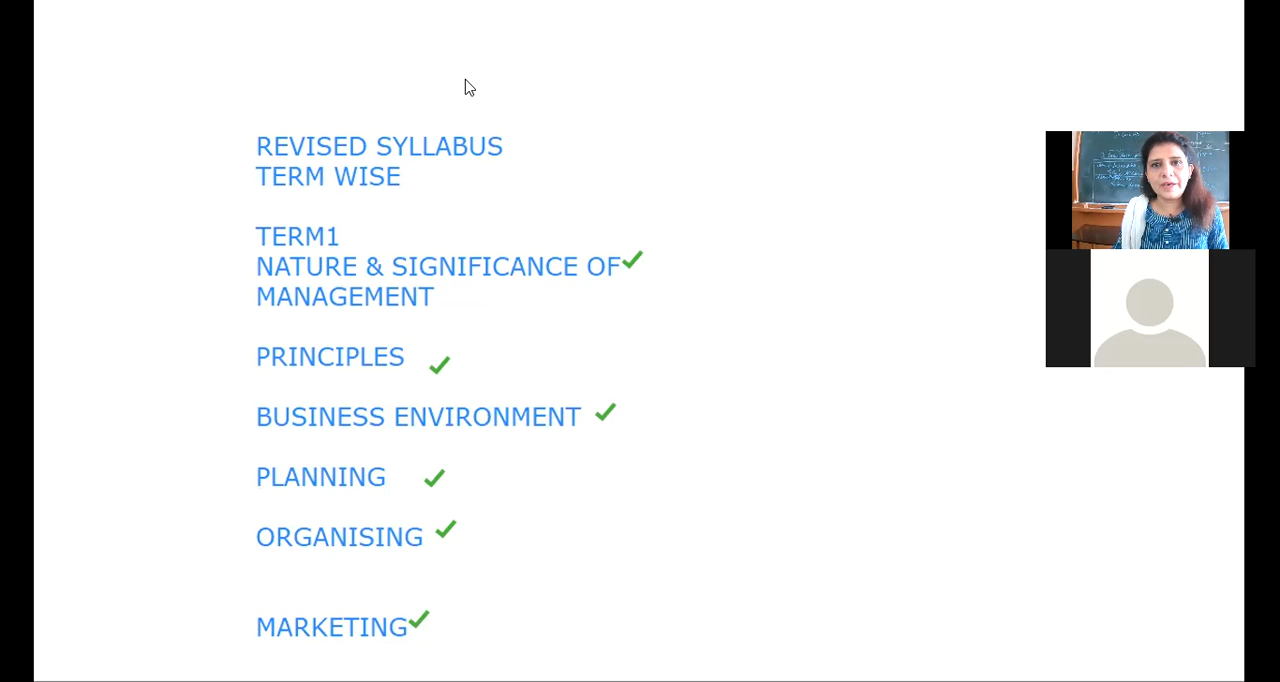 REVISED SYLLABUS
TERM WISE
TERM1
NATURE & SIGNIFICANCE OF
MANAGEMENT
PRINCIPLES
BUSINESS ENVIRONMENT
PLANNING
ORGANISING
MARKETING